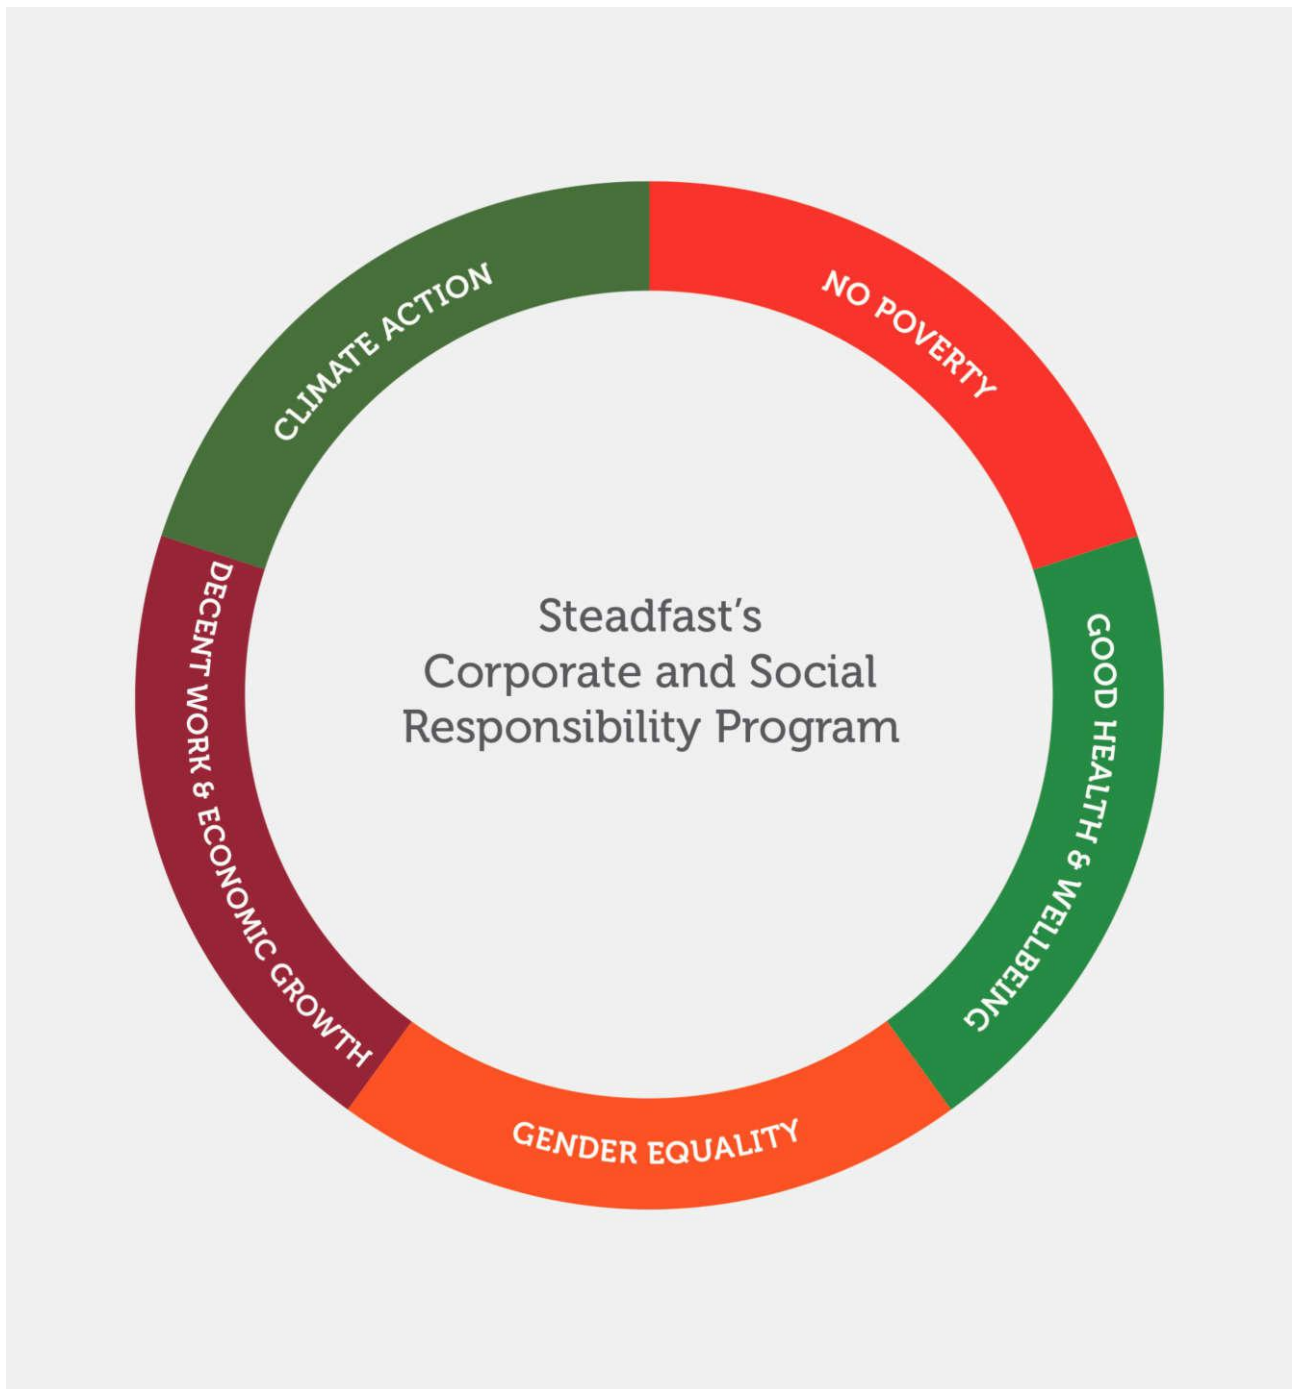 NO POVERTY
GOOD HEALTH & WELLBEING
GENDER EQUALITY
DECENT WORK & ECONOMIC GROWTH
CLIMATE ACTION
Steadfast’s
Corporate and Social
Responsibility Program